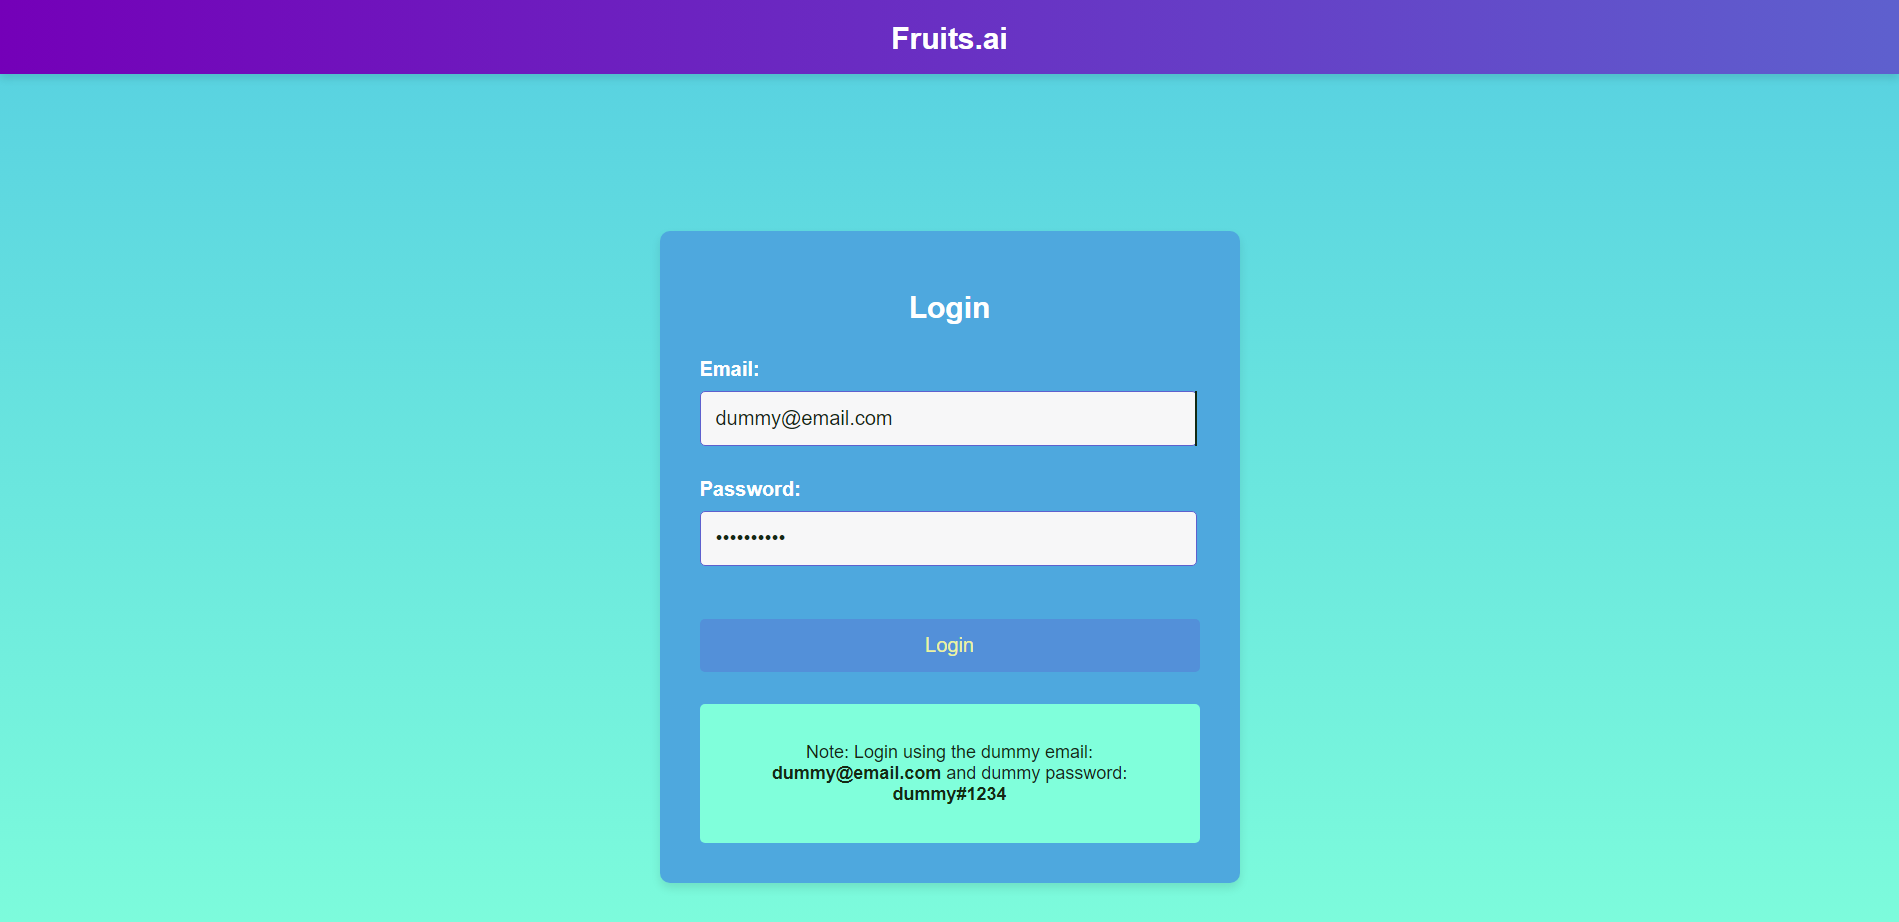 Fruits.ai
Login
Email:
dummy@email.com
Password:
••••••••••
Login
Note: Login using the dummy email:
dummy@email.com and dummy password:
dummy#1234